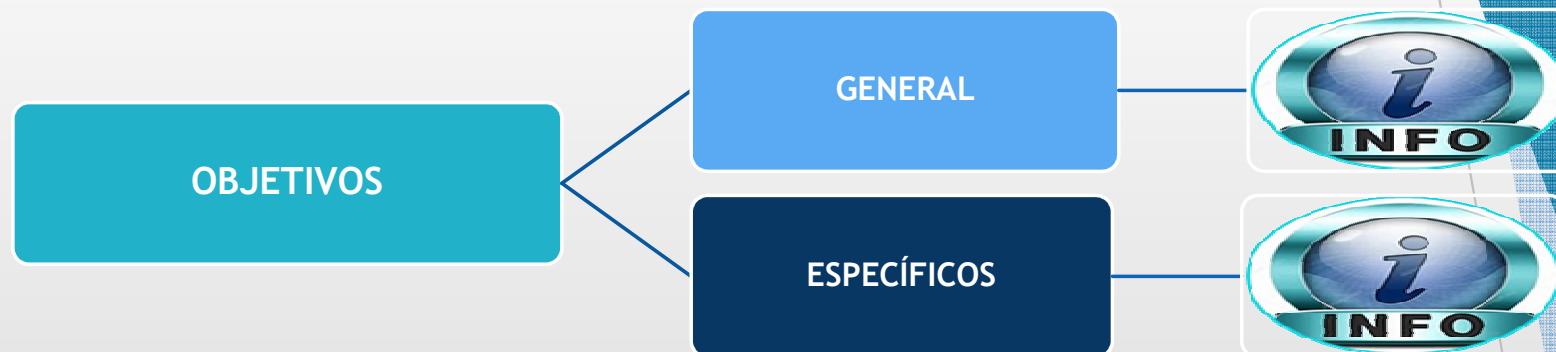 OBJETIVOS
GENERAL
i
INFO
ESPECÍFICOS
i
INFO